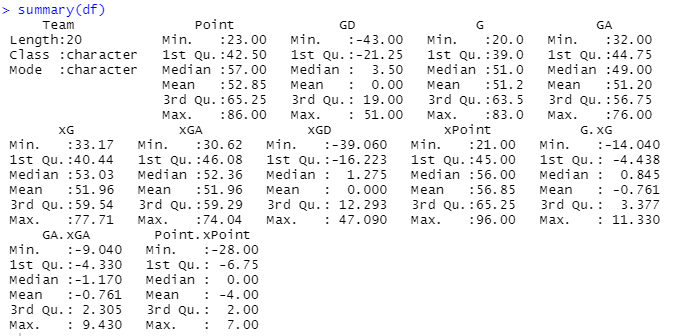 > summary(df)
Team Point GD G GA
Length:20 Min. :23.00 Min. :-43.00 Min. :20.0 Min. :32.00
Class :character 1st Qu.:42.50 1st Qu.:-21.25 1st Qu.:39.0 1st Qu.:44.75
Mode :character Median :57.00 Median : 3.50 Median :51.0 Median :49.00
Mean :52.85 Mean : 0.00 Mean :51.2 Mean :51.20
3rd Qu.:65.25 3rd Qu.: 19.00 3rd Qu.:63.5 3rd Qu.:56.75
Max. :86.00 Max. : 51.00 Max. :83.0 Max. :76.00
xG xGA xGD xPoint G.xG
Min. :33.17 Min. :30.62 Min. :-39.060 Min. :21.00 Min. :-14.040
1st Qu.:40.44 1st Qu.:46.08 1st Qu.:-16.223 1st Qu.:45.00 1st Qu.: -4.438
Median :53.03 Median :52.36 Median : 1.275 Median :56.00 Median : 0.845
Mean :51.96 Mean :51.96 Mean : 0.000 Mean :56.85 Mean : -0.761
3rd Qu.:59.54 3rd Qu.:59.29 3rd Qu.: 12.293 3rd Qu.:65.25 3rd Qu.: 3.377
Max. :77.71 Max. :74.04 Max. : 47.090 Max. :96.00 Max. : 11.330
GA.xGA Point.xPoint
Min. :-9.040 Min. :-28.00
1st Qu.:-4.330 1st Qu.: -6.75
Median :-1.170 Median : 0.00
Mean :-0.761 Mean : -4.00
3rd Qu.: 2.305 3rd Qu.: 2.00
Max. : 9.430 Max. : 7.00